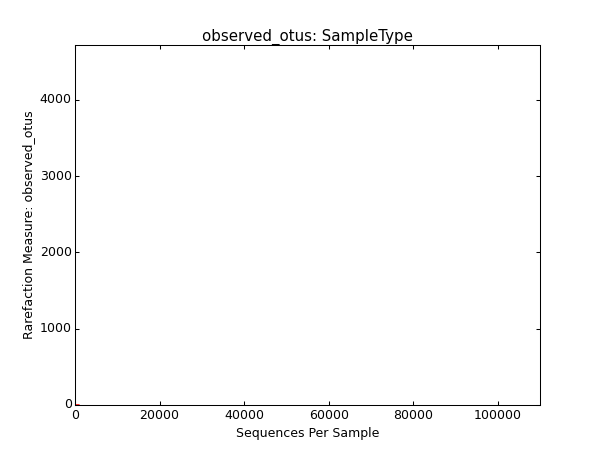 observed_otus: SampleType
Rarefaction Measure: observed_otus
4000
3000
2000
1000
0
0 20000 40000 60000 80000 100000
Sequences Per Sample